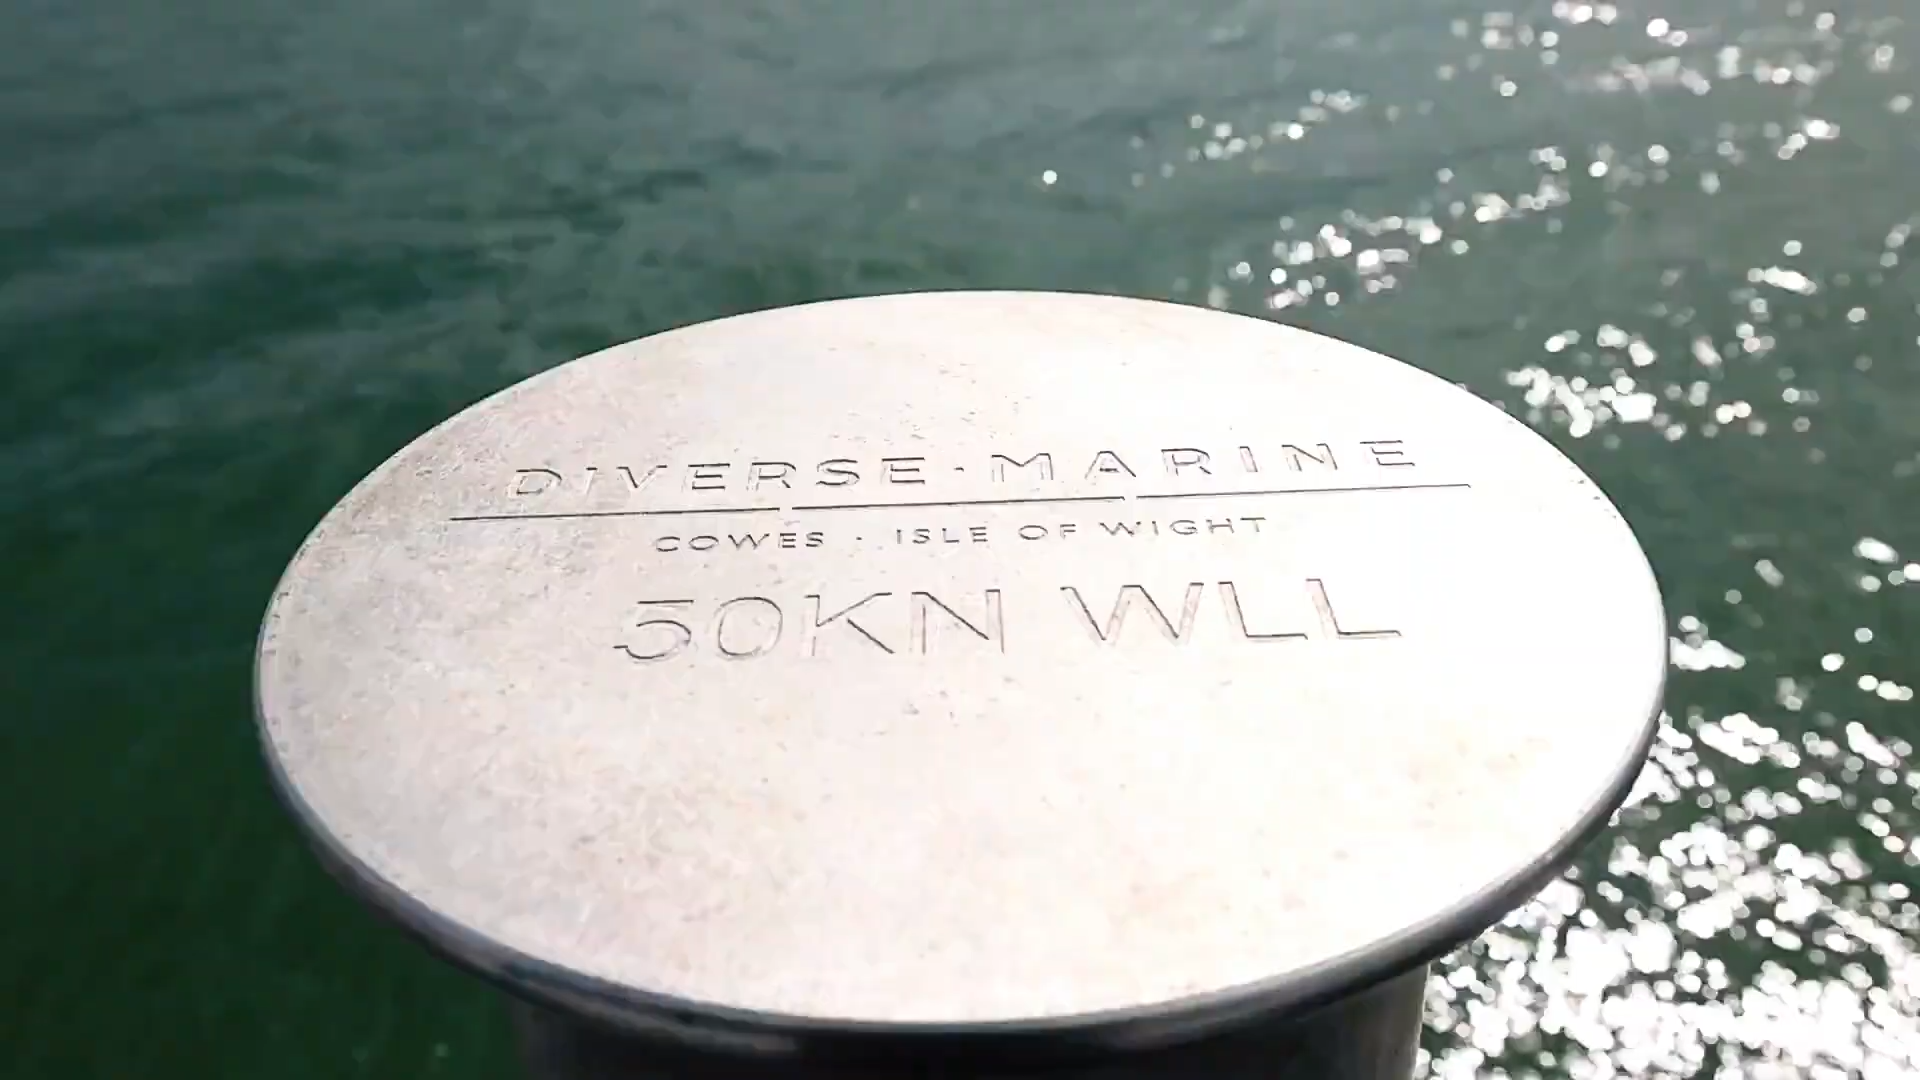 DIVERSE · MARINE
COWES · ISLE OF WIGHT
50KN WLL